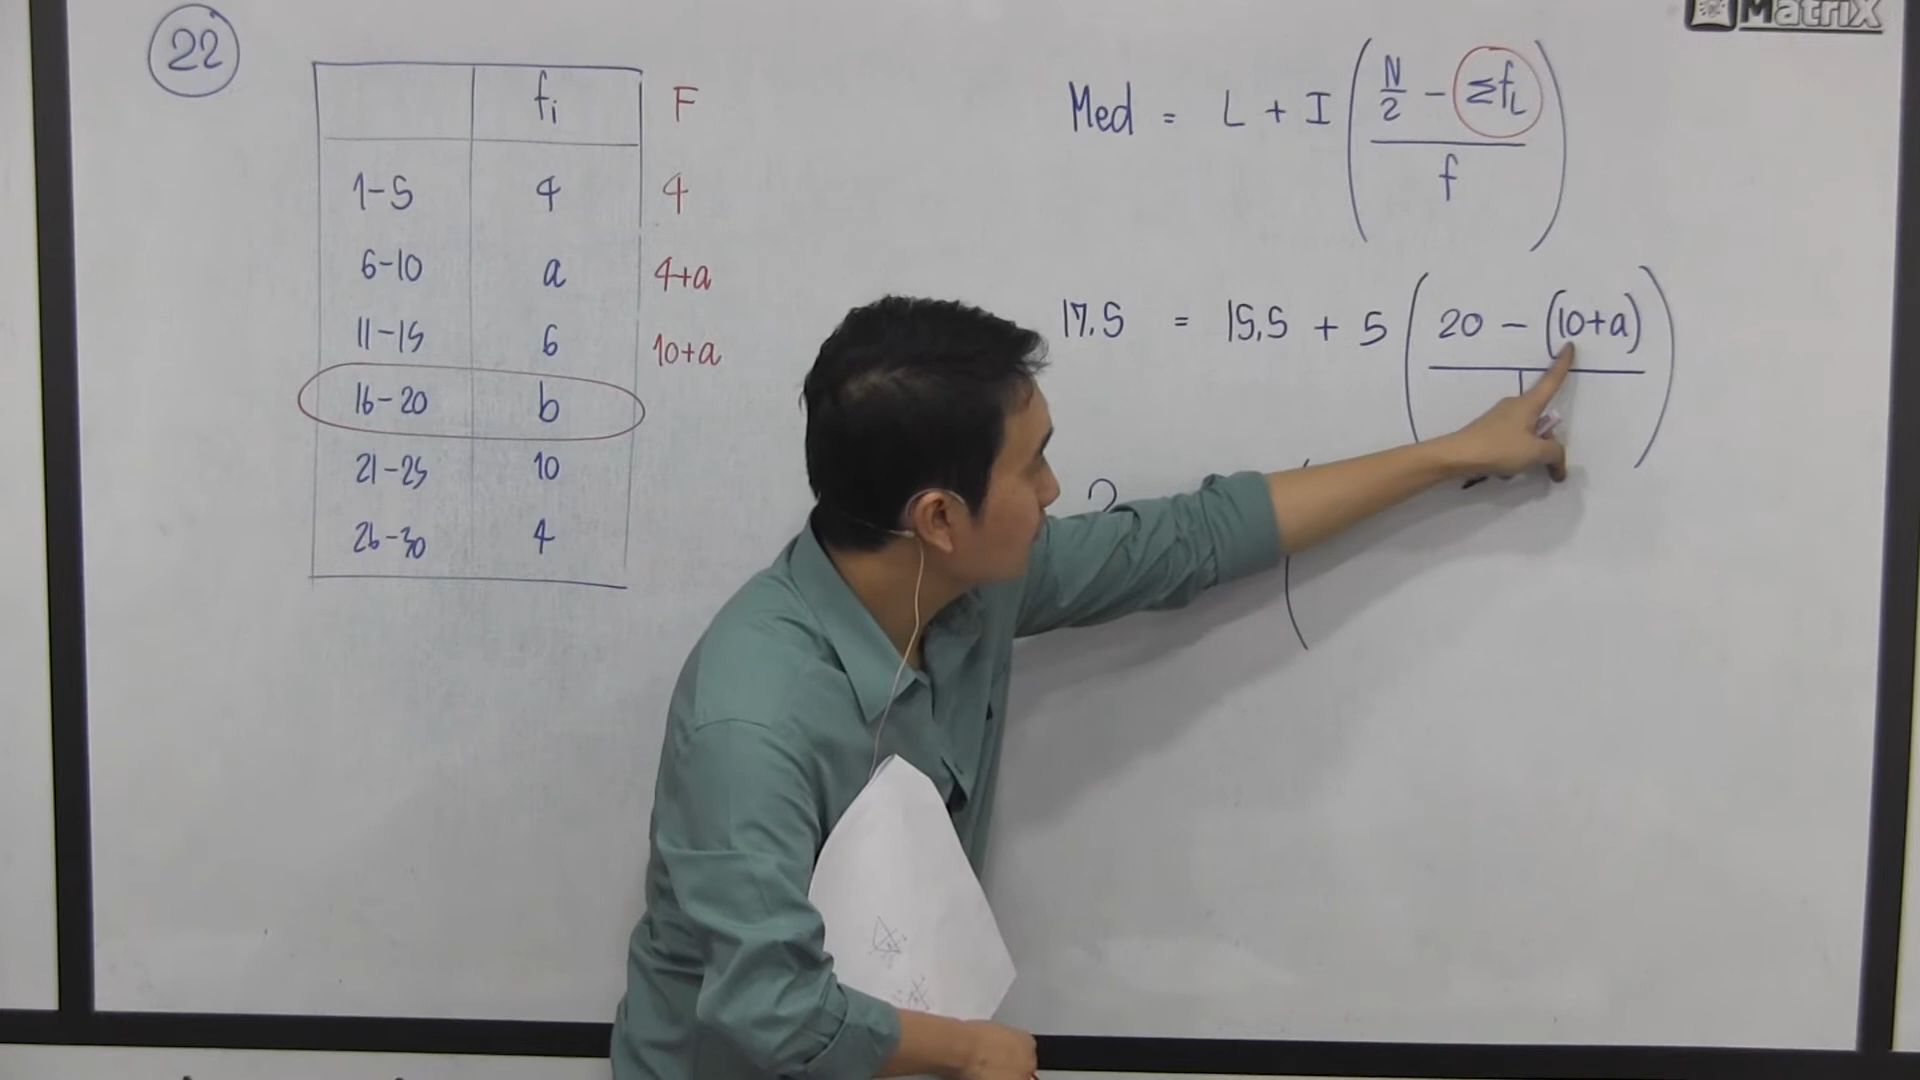 MatriX
22
fi F
1-5 4 4
6-10 a 4+a
11-15 6 10+a
16-20 b
21-25 10
26-30 4
Med = L + I ( N/2 - Σf_L / f )
17.5 = 15.5 + 5 ( 20 - (10+a) / )
2 (